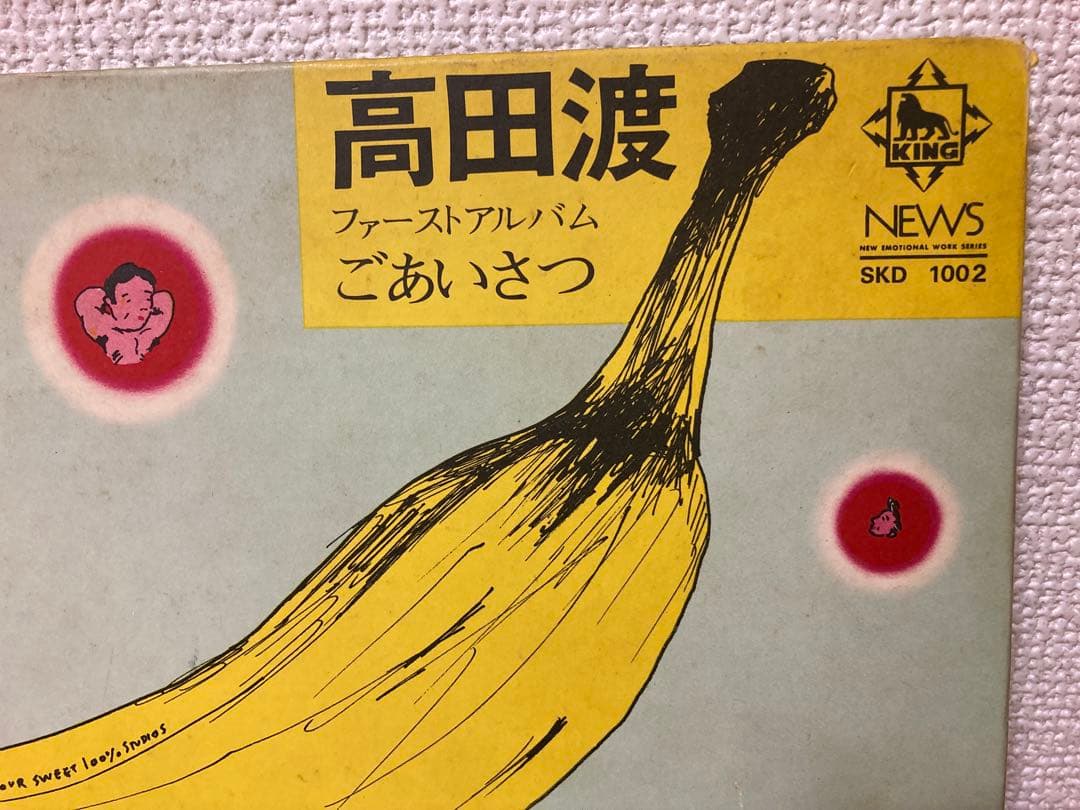 高田渡
ファーストアルバム
ごあいさつ
KING
NEWS
NEW EMOTIONAL WORK SERIES
SKD 1002
OUR SWEET 100% STUDIOS